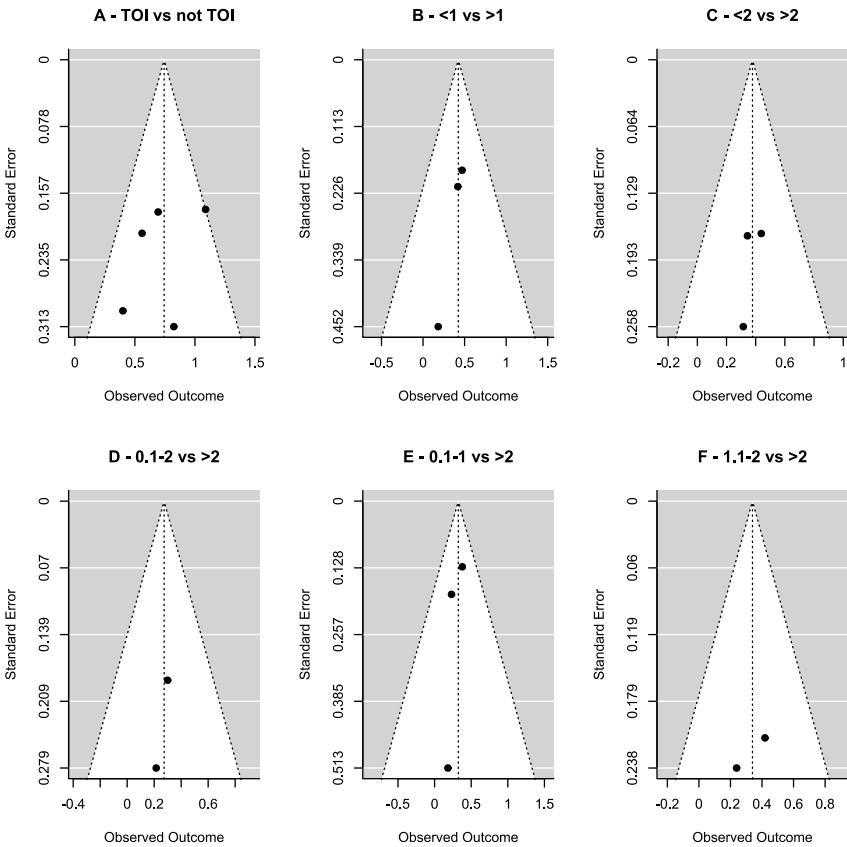 A - TOI vs not TOI
Standard Error
0
0.078
0.157
0.235
0.313
0 0.5 1 1.5
Observed Outcome
B - <1 vs >1
Standard Error
0
0.113
0.226
0.339
0.452
-0.5 0 0.5 1 1.5
Observed Outcome
C - <2 vs >2
Standard Error
0
0.064
0.129
0.193
0.258
-0.2 0.2 0.6 1
Observed Outcome
D - 0.1-2 vs >2
Standard Error
0
0.07
0.139
0.209
0.279
-0.4 0 0.2 0.6
Observed Outcome
E - 0.1-1 vs >2
Standard Error
0
0.128
0.257
0.385
0.513
-0.5 0 0.5 1 1.5
Observed Outcome
F - 1.1-2 vs >2
Standard Error
0
0.06
0.119
0.179
0.238
-0.2 0 0.2 0.4 0.6 0.8
Observed Outcome